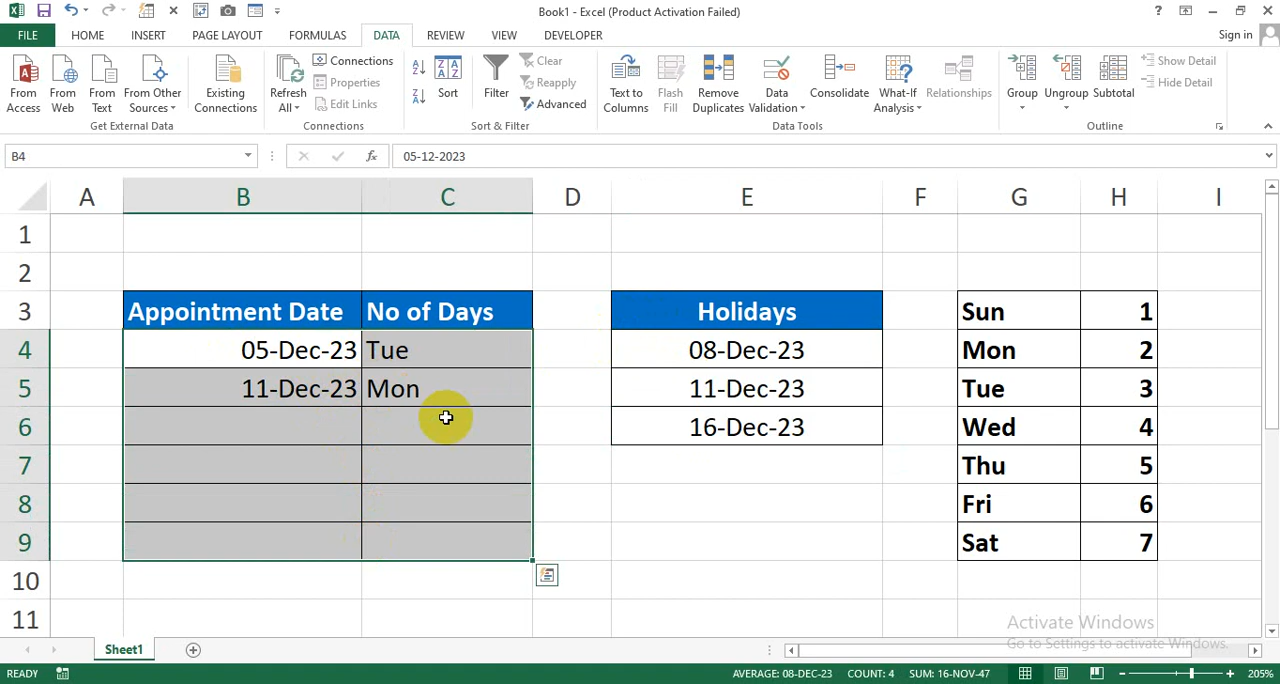 Book1 - Excel (Product Activation Failed)
FILE HOME INSERT PAGE LAYOUT FORMULAS DATA REVIEW VIEW DEVELOPER Sign in
From Access
From Web
From Text
From Other Sources
Existing Connections
Refresh All
Connections
Properties
Edit Links
Sort
Filter
Clear
Reapply
Advanced
Text to Columns
Flash Fill
Remove Duplicates
Data Validation
Consolidate
What-If Analysis
Relationships
Group
Ungroup
Subtotal
Show Detail
Hide Detail
Get External Data Connections Sort & Filter Data Tools Outline
B4 fx 05-12-2023
A B C D E F G H I
1
2
3 Appointment Date No of Days Holidays Sun 1
4 05-Dec-23 Tue 08-Dec-23 Mon 2
5 11-Dec-23 Mon 11-Dec-23 Tue 3
6 16-Dec-23 Wed 4
7 Thu 5
8 Fri 6
9 Sat 7
10
11
Activate Windows
Go to Settings to activate Windows.
Sheet1
READY AVERAGE: 08-DEC-23 COUNT: 4 SUM: 16-NOV-47 205%